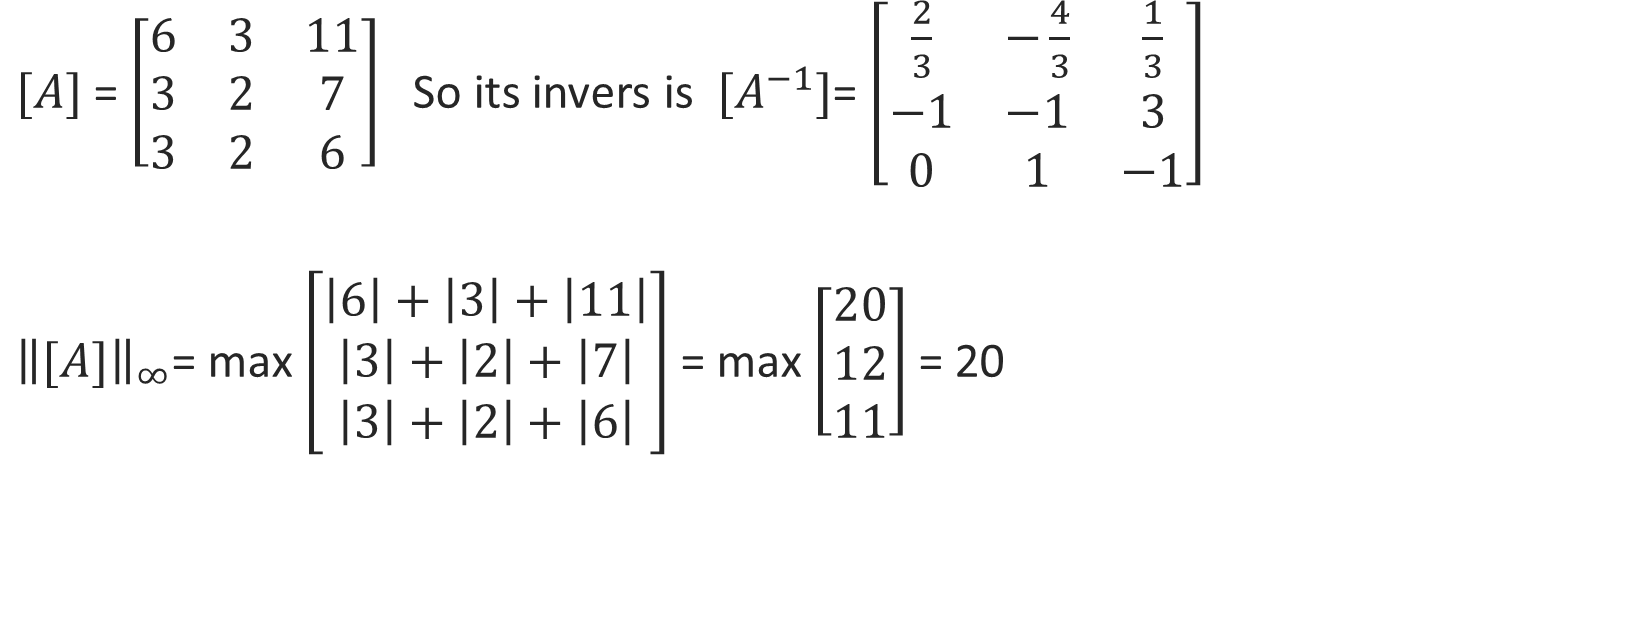 [A] = [6 3 11; 3 2 7; 3 2 6] So its invers is [A⁻¹]= [2/3 −4/3 1/3; −1 −1 3; 0 1 −1]
‖[A]‖∞= max [|6| + |3| + |11|; |3| + |2| + |7|; |3| + |2| + |6|] = max [20; 12; 11] = 20